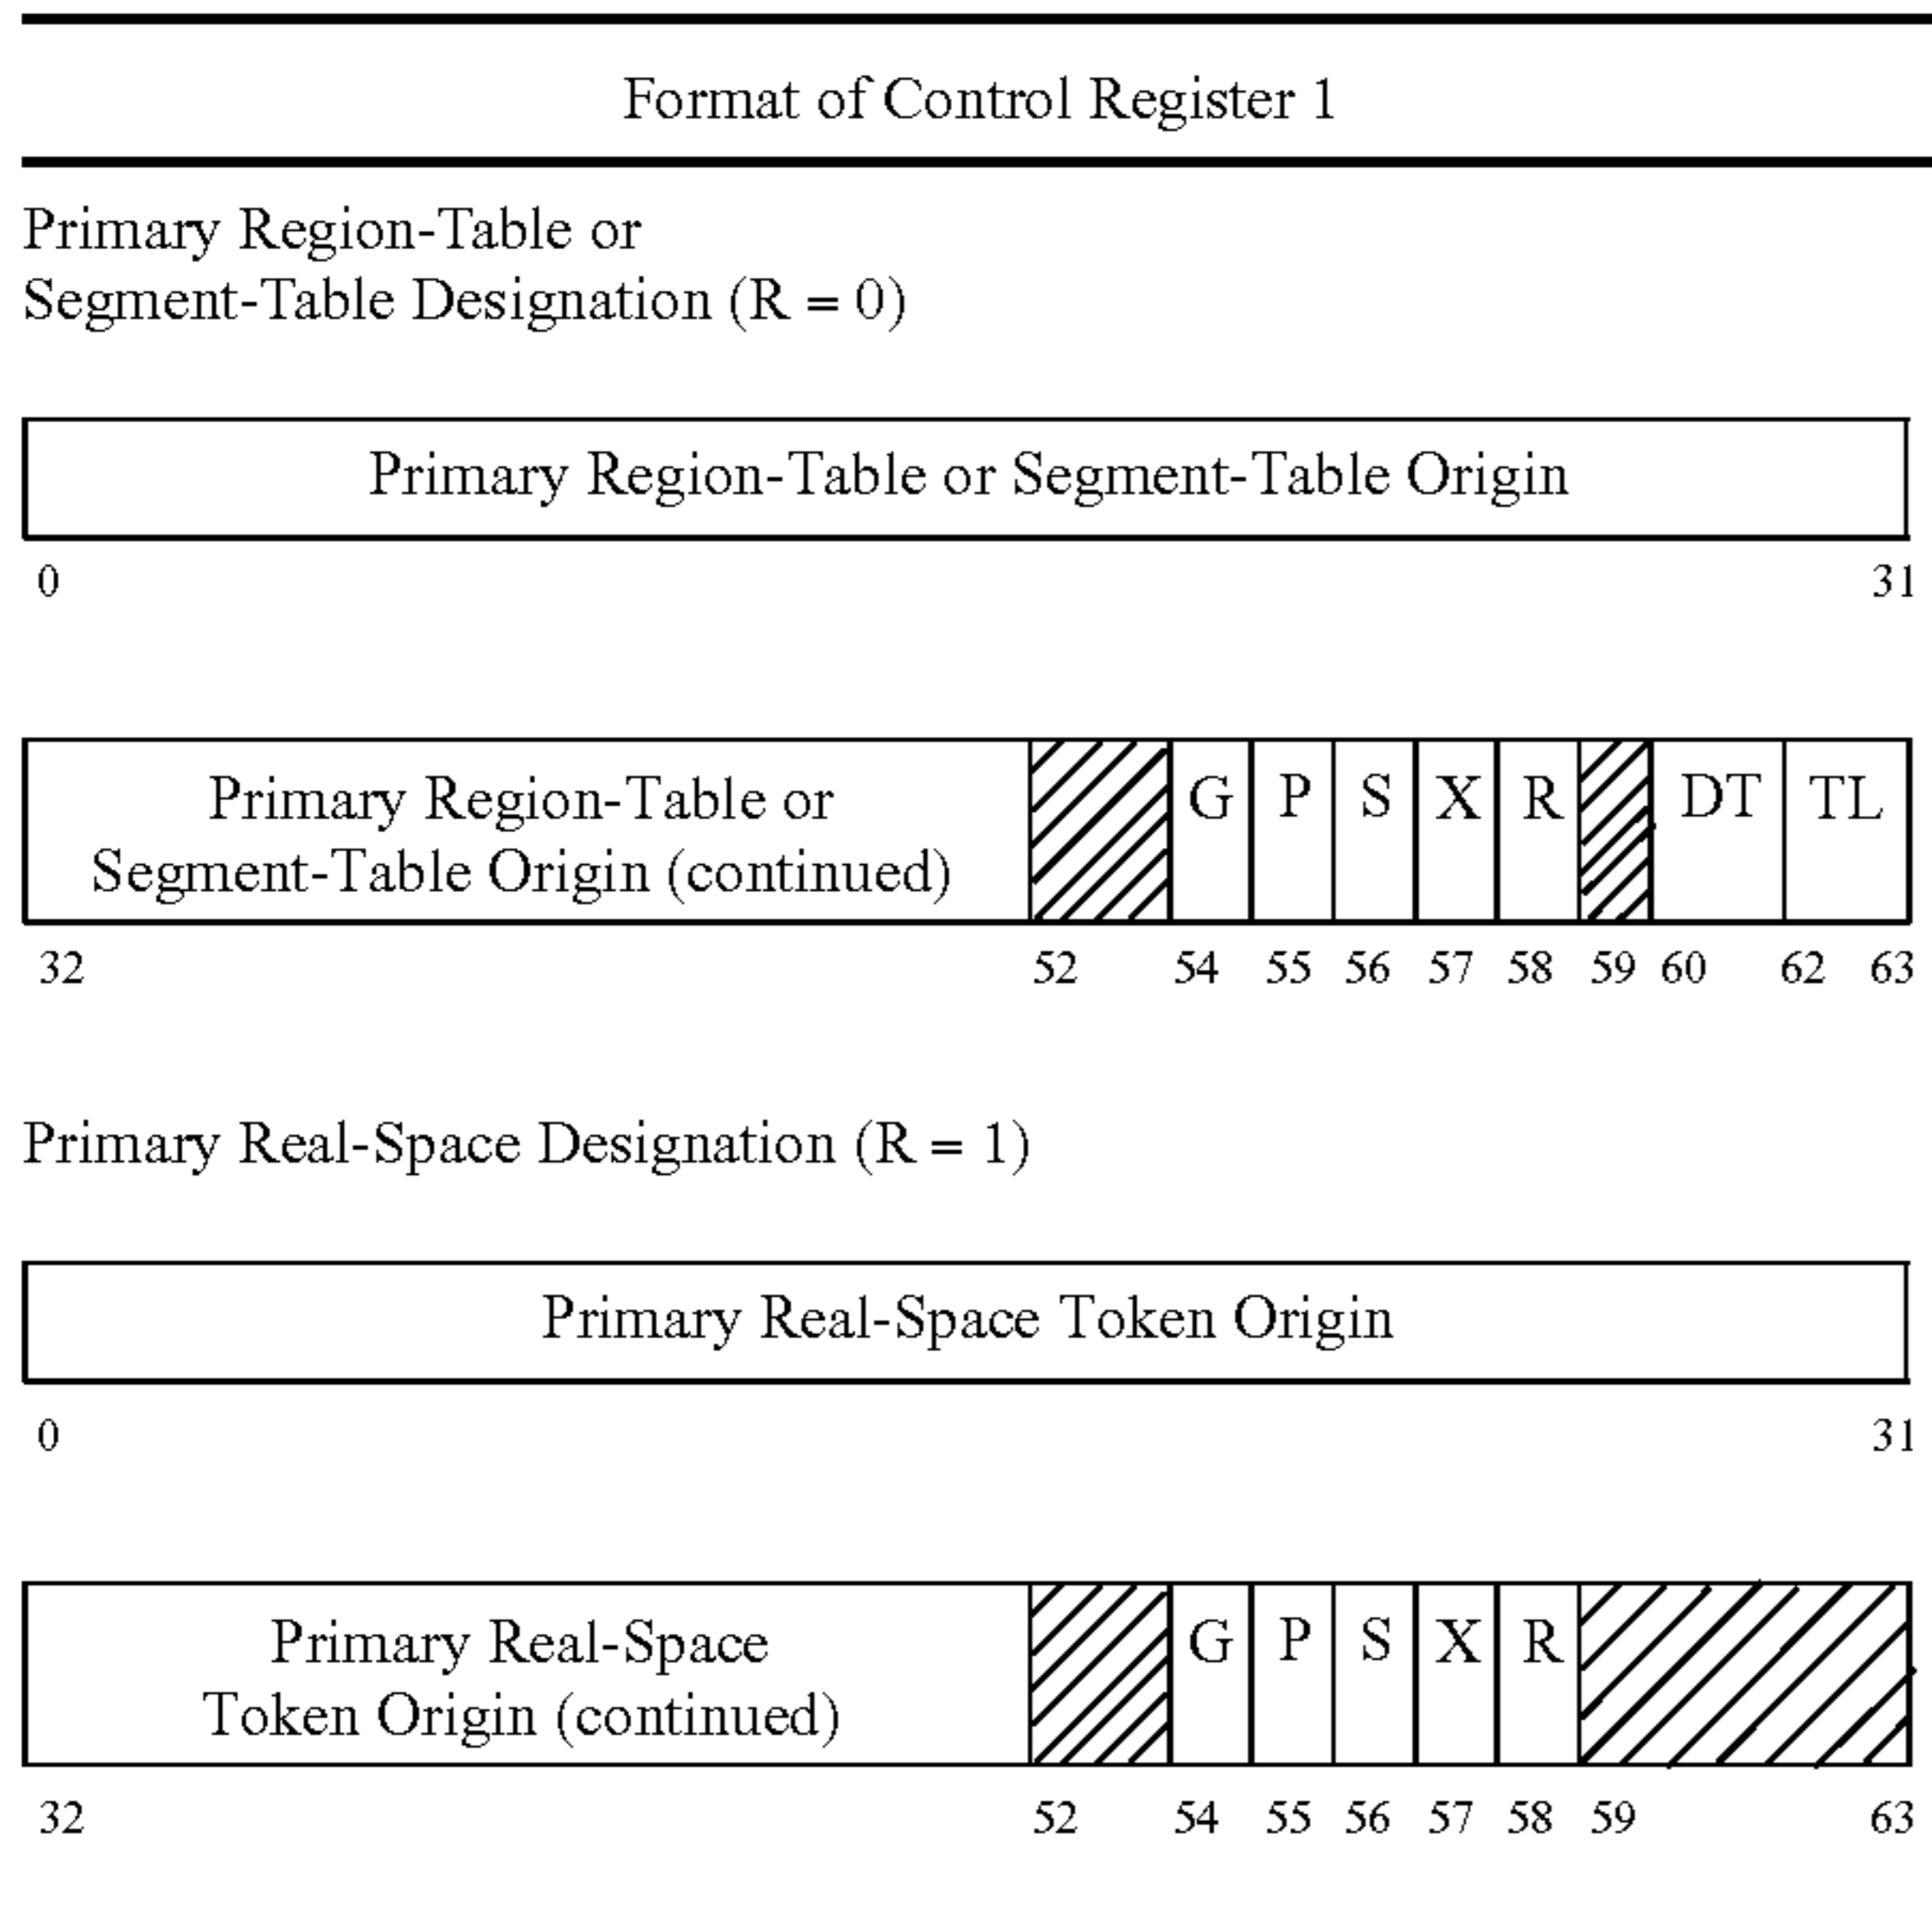 Format of Control Register 1
Primary Region-Table or
Segment-Table Designation (R = 0)
Primary Region-Table or Segment-Table Origin
0 31
Primary Region-Table or
Segment-Table Origin (continued)
G P S X R DT TL
32 52 54 55 56 57 58 59 60 62 63
Primary Real-Space Designation (R = 1)
Primary Real-Space Token Origin
0 31
Primary Real-Space
Token Origin (continued)
G P S X R
32 52 54 55 56 57 58 59 63